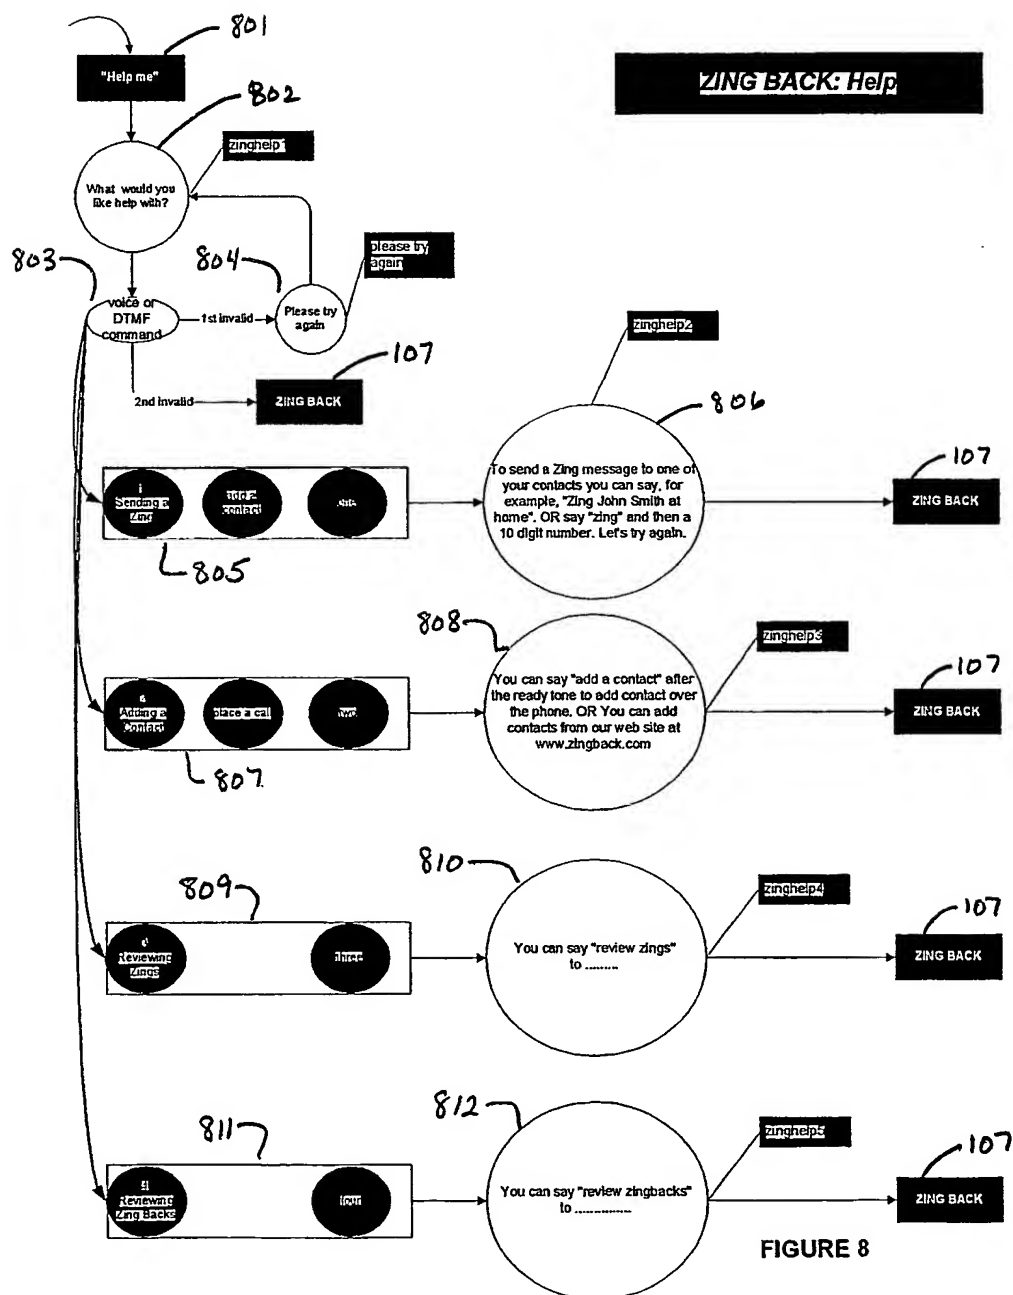 801
"Help me"
ZING BACK: Help
802
zinghelp1
What would you
like help with?
803
804
please try
again
voice or
DTMF
command
1st invalid
Please try
again
zinghelp2
107
2nd invalid
ZING BACK
806
To send a Zing message to one of
your contacts you can say, for
example, "Zing John Smith at
home". OR say "zing" and then a
10 digit number. Let's try again.
107
ZING BACK
Sending a
Zing
add a
contact
one
805
808
zinghelp3
107
You can say "add a contact" after
the ready tone to add contact over
the phone. OR You can add
contacts from our web site at
www.zingback.com
ZING BACK
Adding a
Contact
place a call
two
807
809
810
zinghelp4
107
Reviewing
Zings
three
You can say "review zings"
to .........
ZING BACK
811
812
zinghelp5
107
Reviewing
Zing Backs
four
You can say "review zingbacks"
to ...............
ZING BACK
FIGURE 8